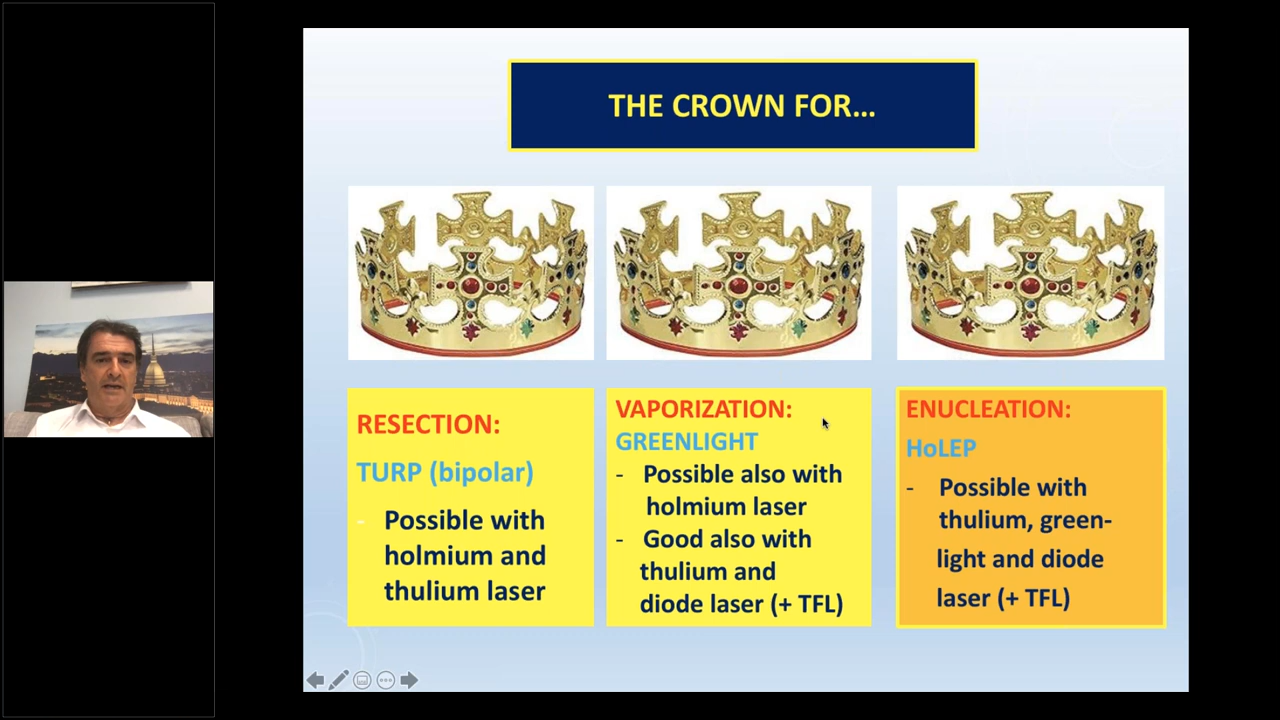 THE CROWN FOR...
RESECTION:
TURP (bipolar)
- Possible with
holmium and
thulium laser
VAPORIZATION:
GREENLIGHT
- Possible also with
holmium laser
- Good also with
thulium and
diode laser (+ TFL)
ENUCLEATION:
HoLEP
- Possible with
thulium, green-
light and diode
laser (+ TFL)